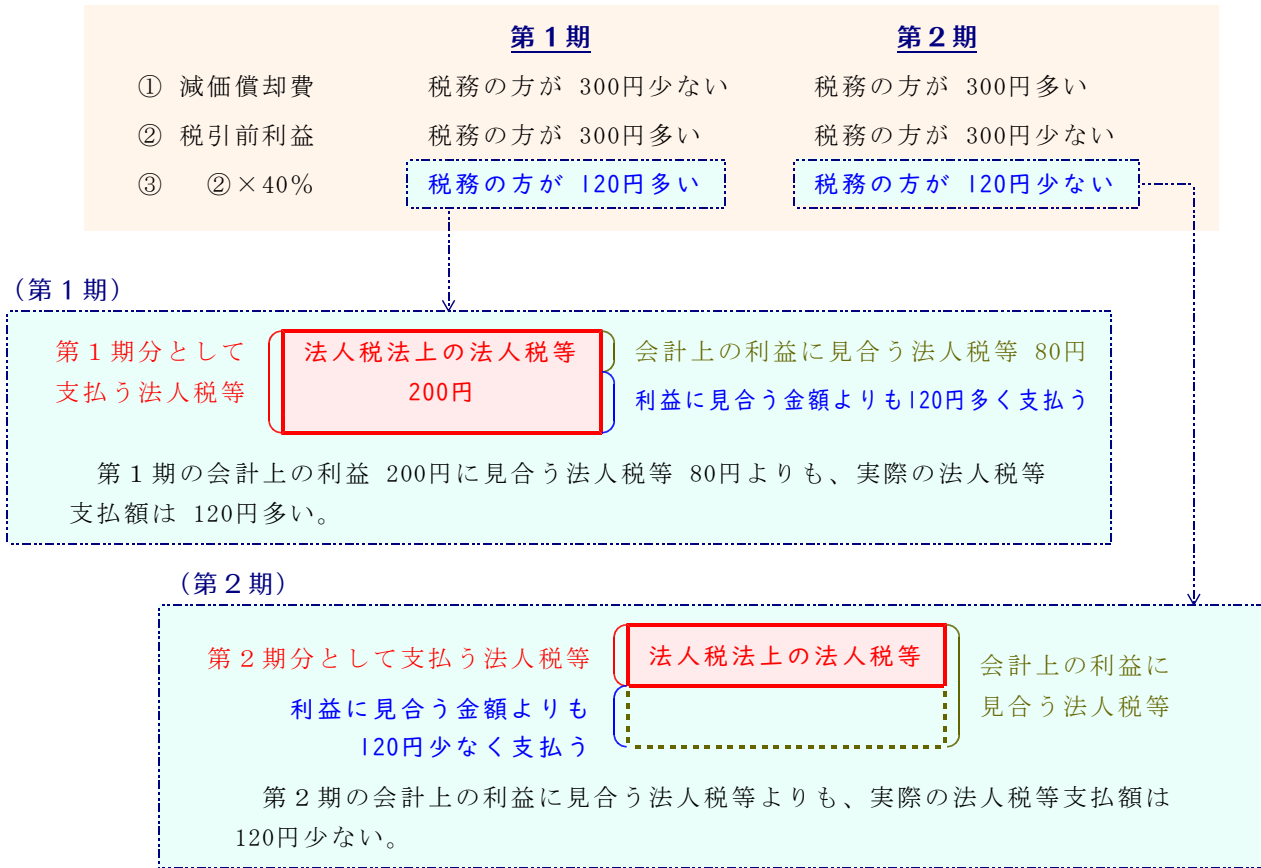 第１期　第２期
① 減価償却費　税務の方が 300円少ない　税務の方が 300円多い
② 税引前利益　税務の方が 300円多い　税務の方が 300円少ない
③　②×40％　税務の方が 120円多い　税務の方が 120円少ない
（第１期）
第１期分として
支払う法人税等
法人税法上の法人税等
200円
会計上の利益に見合う法人税等 80円
利益に見合う金額よりも120円多く支払う
第１期の会計上の利益 200円に見合う法人税等 80円よりも、実際の法人税等
支払額は 120円多い。
（第２期）
第２期分として支払う法人税等
利益に見合う金額よりも
120円少なく支払う
法人税法上の法人税等
会計上の利益に
見合う法人税等
第２期の会計上の利益に見合う法人税等よりも、実際の法人税等支払額は
120円少ない。